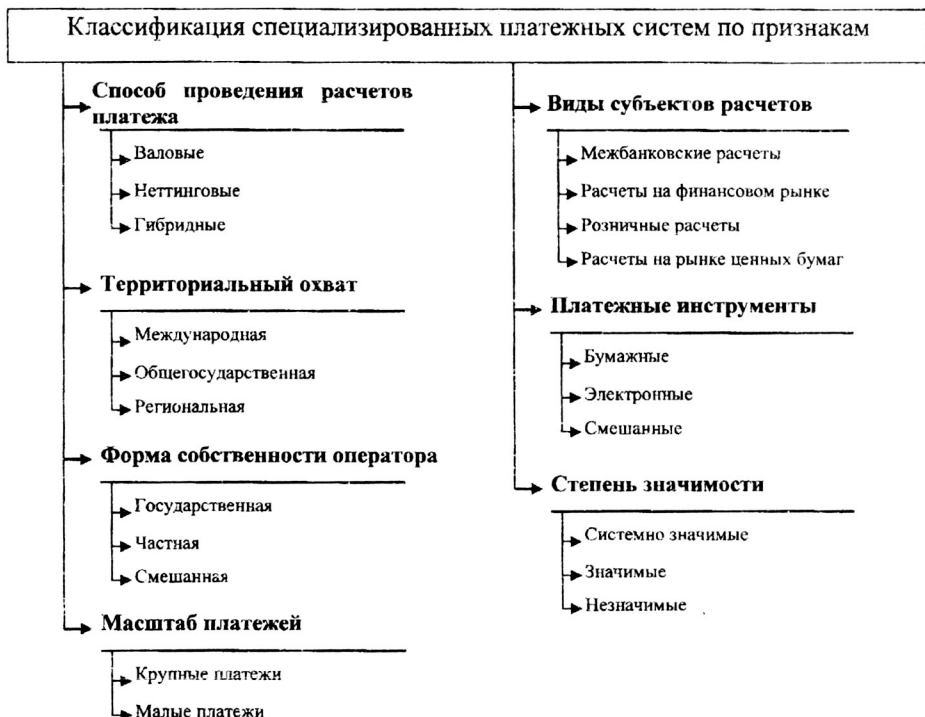 Классификация специализированных платежных систем по признакам
Способ проведения расчетов
платежа
Валовые
Неттинговые
Гибридные
Территориальный охват
Международная
Общегосударственная
Региональная
Форма собственности оператора
Государственная
Частная
Смешанная
Масштаб платежей
Крупные платежи
Малые платежи
Виды субъектов расчетов
Межбанковские расчеты
Расчеты на финансовом рынке
Розничные расчеты
Расчеты на рынке ценных бумаг
Платежные инструменты
Бумажные
Электронные
Смешанные
Степень значимости
Системно значимые
Значимые
Незначимые